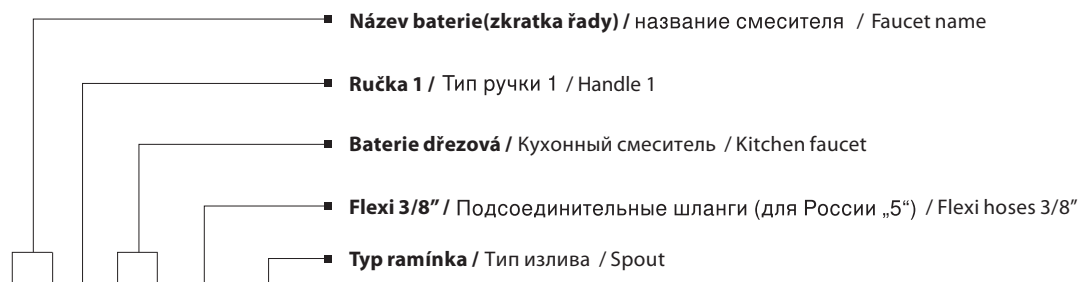 Název baterie(zkratka řady) / название смесителя / Faucet name
Ručka 1 / Тип ручки 1 / Handle 1
Baterie dřezová / Кухонный смеситель / Kitchen faucet
Flexi 3/8” / Подсоединительные шланги (для России „5“) / Flexi hoses 3/8”
Typ ramínka / Тип излива / Spout